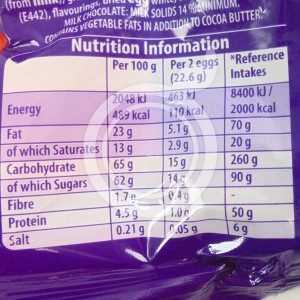 (from milk), dried egg white,
(E442), flavourings,
MILK CHOCOLATE: MILK SOLIDS 14 % MINIMUM.
CONTAINS VEGETABLE FATS IN ADDITION TO COCOA BUTTER.
Nutrition Information
Per 100 g Per 2 eggs (22.6 g) *Reference Intakes
Energy 2048 kJ 463 kJ 8400 kJ /
489 kcal 110 kcal 2000 kcal
Fat 23 g 5.1 g 70 g
of which Saturates 13 g 2.9 g 20 g
Carbohydrate 65 g 15 g 260 g
of which Sugars 62 g 14 g 90 g
Fibre 1.7 g 0.4 g -
Protein 4.5 g 1.0 g 50 g
Salt 0.21 g 0.05 g 6 g